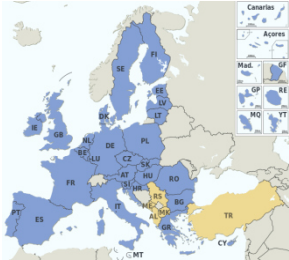 Canarias
Açores
Mad.
GF
GP
RE
MQ
YT
FI
SE
EE
LV
LT
DK
IE
GB
NL
BE
LU
DE
PL
CZ
SK
FR
AT
HU
SI
HR
RO
PT
ES
IT
RS
ME
BG
AL
MK
TR
GR
CY
MT